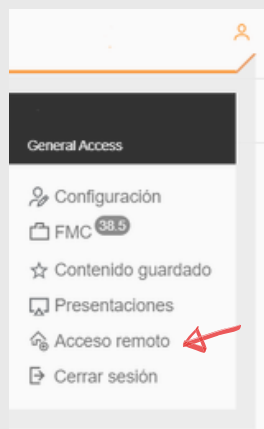 General Access
Configuración
FMC 38.5
Contenido guardado
Presentaciones
Acceso remoto
Cerrar sesión